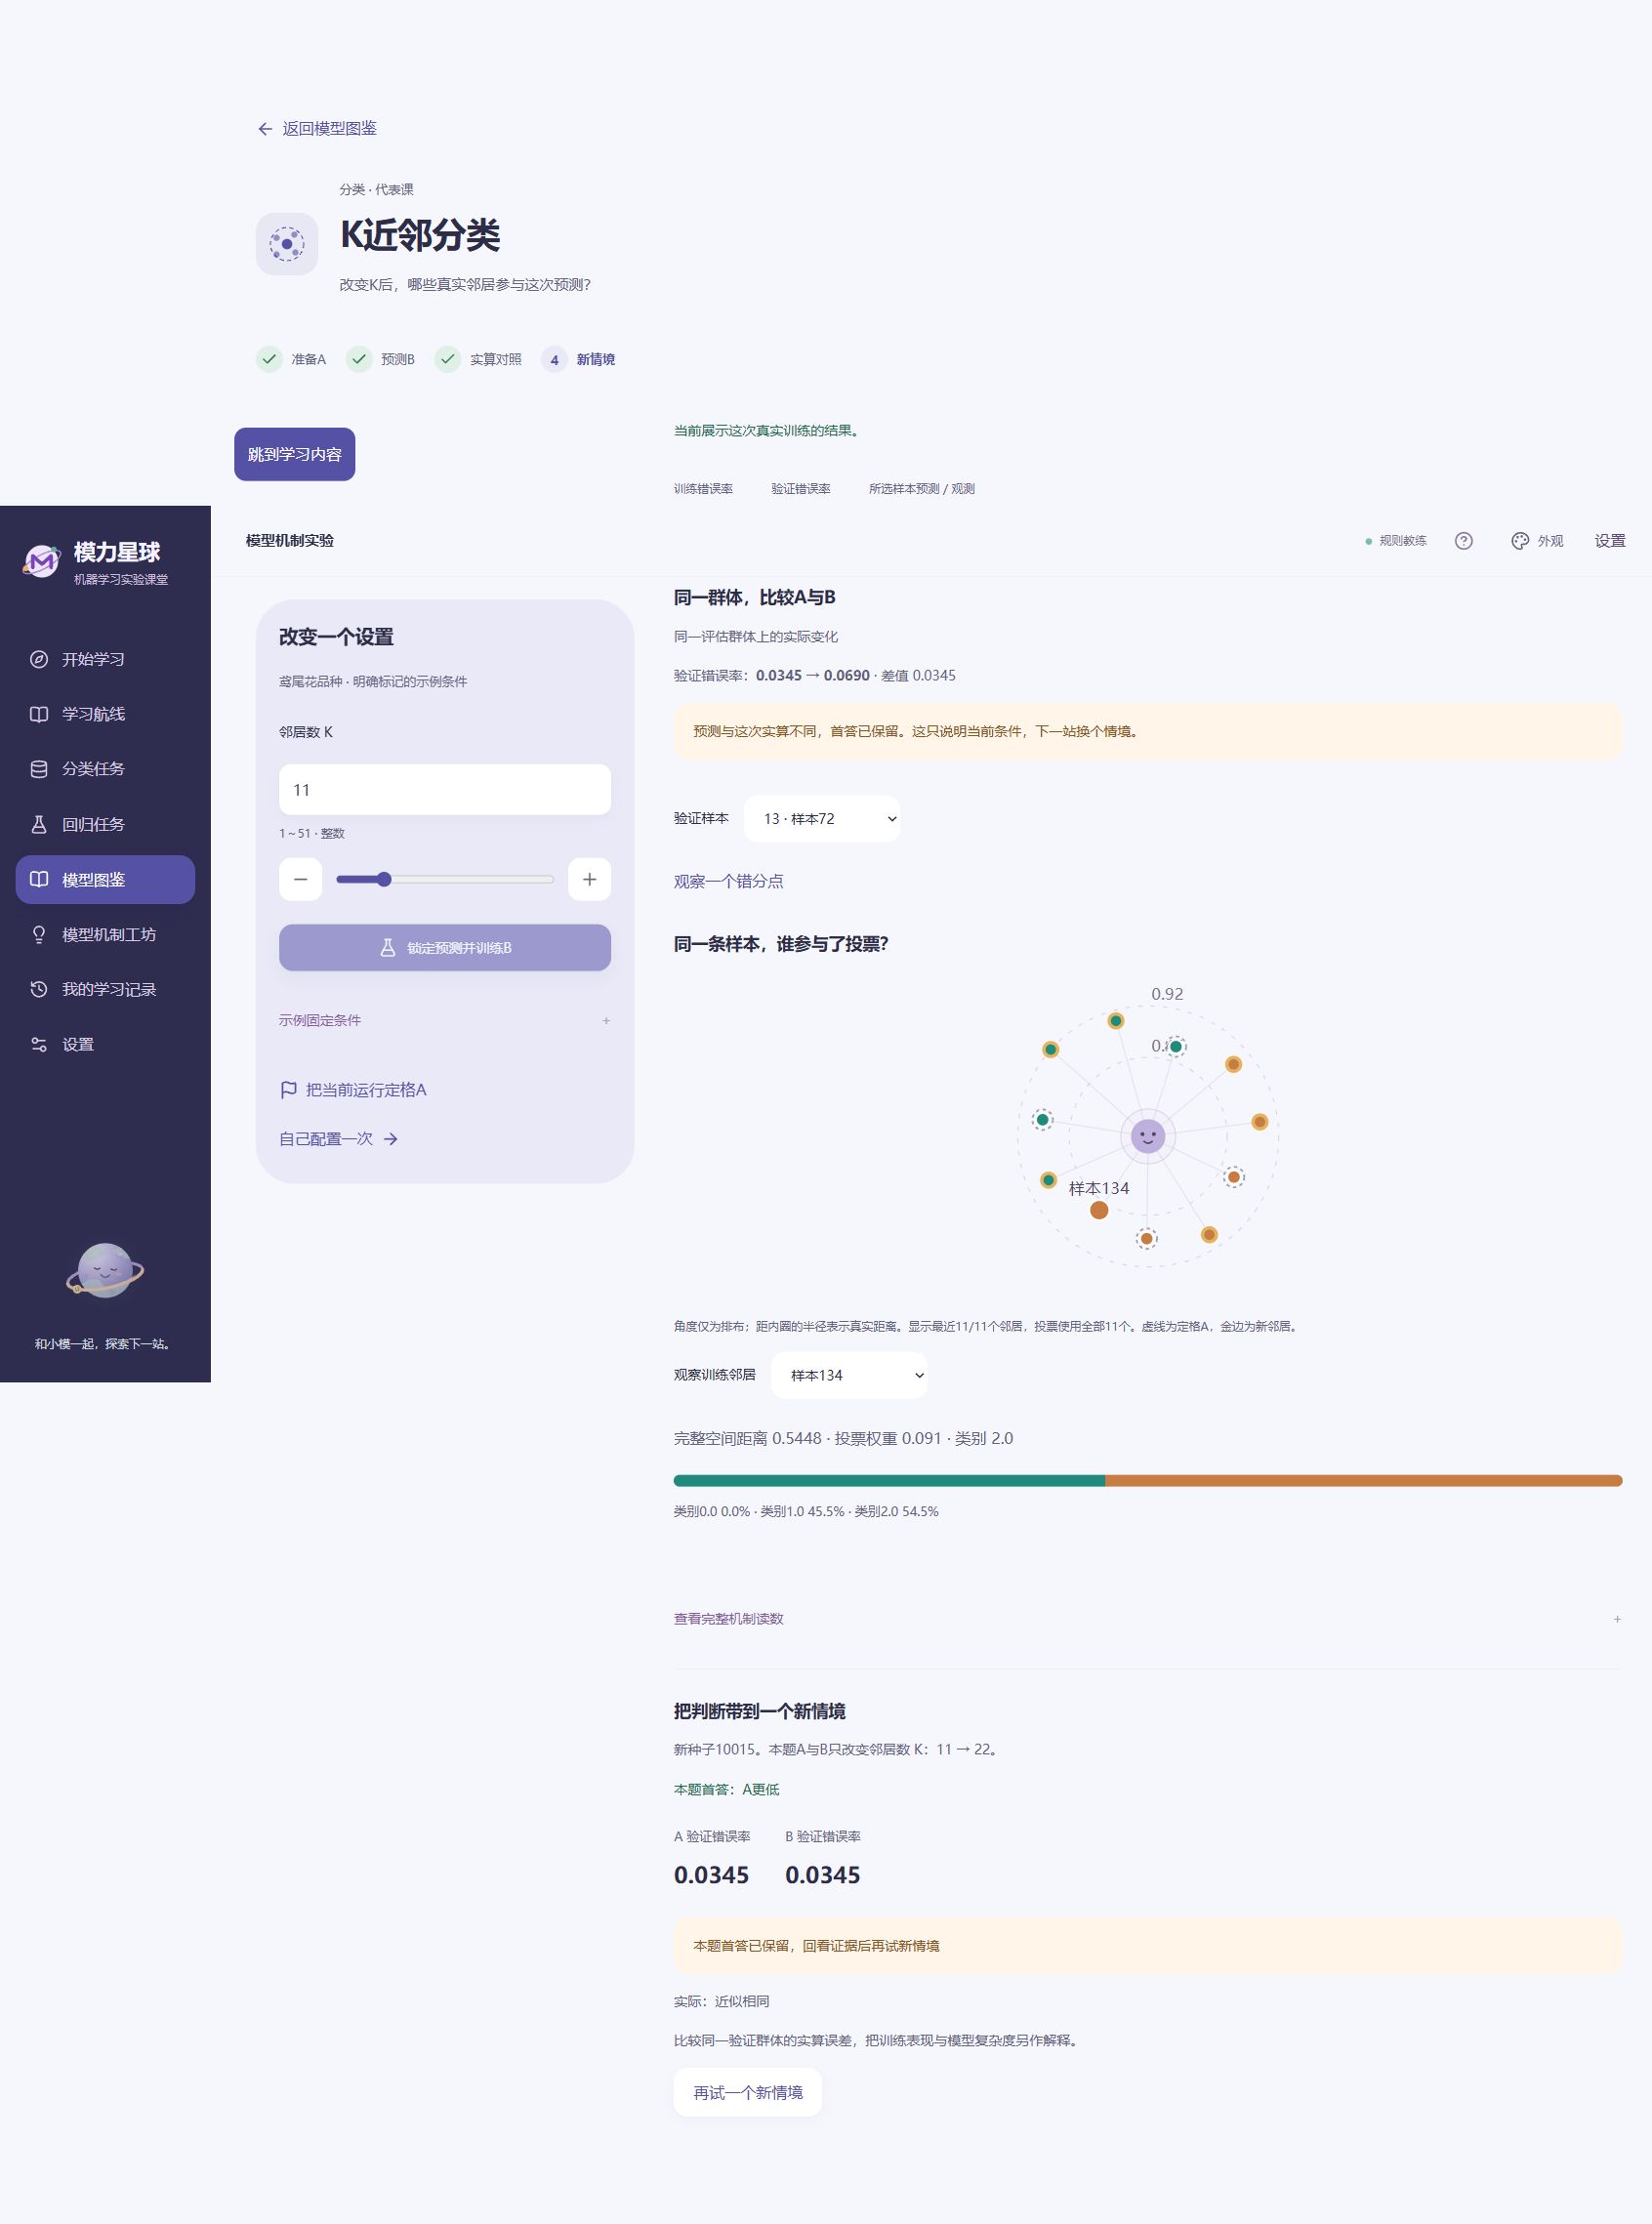 返回模型图鉴
分类 · 代表课
K近邻分类
改变K后，哪些真实邻居参与这次预测？
准备A
预测B
实算对照
4 新情境
跳到学习内容
当前展示这次真实训练的结果。
训练错误率 验证错误率 所选样本预测 / 观测
模力星球
机器学习实验课堂
开始学习
学习航线
分类任务
回归任务
模型图鉴
模型机制工坊
我的学习记录
设置
和小模一起，探索下一站。
模型机制实验
规则教练
外观
设置
改变一个设置
鸢尾花品种 · 明确标记的示例条件
邻居数 K
11
1 ~ 51 · 整数
锁定预测并训练B
示例固定条件 +
把当前运行定格A
自己配置一次
同一群体，比较A与B
同一评估群体上的实际变化
验证错误率：0.0345 → 0.0690 · 差值 0.0345
预测与这次实算不同，首答已保留。这只说明当前条件，下一站换个情境。
验证样本 13 · 样本72
观察一个错分点
同一条样本，谁参与了投票？
0.92
样本134
角度仅为排布；距内圈的半径表示真实距离。显示最近11/11个邻居，投票使用全部11个。虚线为定格A，金边为新邻居。
观察训练邻居 样本134
完整空间距离 0.5448 · 投票权重 0.091 · 类别 2.0
类别0.0 0.0% · 类别1.0 45.5% · 类别2.0 54.5%
查看完整机制读数 +
把判断带到一个新情境
新种子10015。本题A与B只改变邻居数 K：11 → 22。
本题首答：A更低
A 验证错误率 B 验证错误率
0.0345 0.0345
本题首答已保留，回看证据后再试新情境
实际：近似相同
比较同一验证群体的实算误差，把训练表现与模型复杂度另作解释。
再试一个新情境